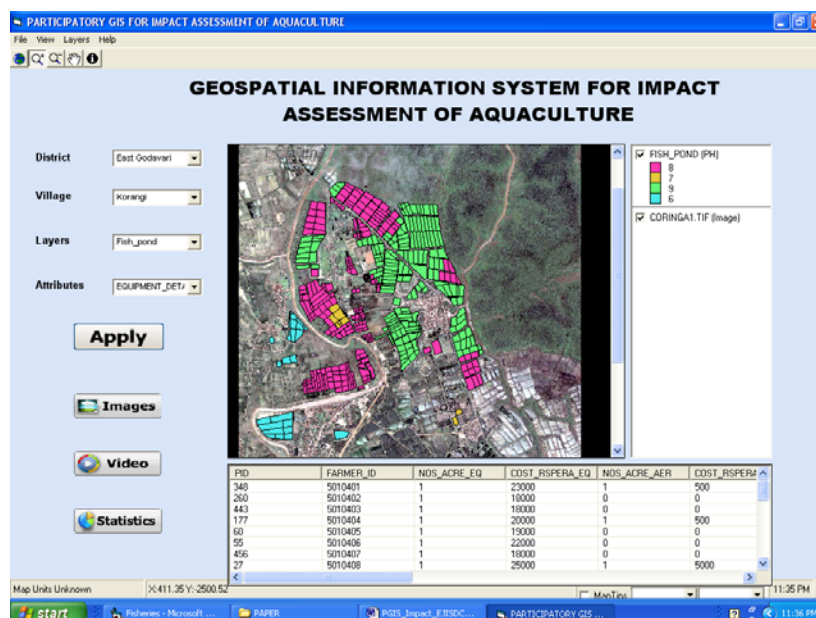 PARTICIPATORY GIS FOR IMPACT ASSESSMENT OF AQUACULTURE
File View Layers Help
GEOSPATIAL INFORMATION SYSTEM FOR IMPACT
ASSESSMENT OF AQUACULTURE
District East Godavari
Village Korangi
Layers Fish_pond
Attributes EQUIPMENT_DETA
Apply
Images
Video
Statistics
FISH_POND (PH)
8
7
9
6
CORINGA1.TIF (Image)
PID FARMER_ID NOS_ACRE_EQ COST_RSPERA_EQ NOS_ACRE_AER COST_RSPERA
348 5010401 1 23000 1 500
260 5010402 1 18000 0 0
443 5010403 1 18000 0 0
177 5010404 1 20000 1 500
60 5010405 1 19000 0 0
55 5010406 1 22000 0 0
456 5010407 1 18000 0 0
27 5010408 1 25000 1 5000
Map Units Unknown X:411.35 Y:-2500.52 MapTips 11:35 PM
start Fisheries - Microsoft ... PAPER PGIS_Impact_EJISDC... PARTICIPATORY GIS ... 11:36 PM